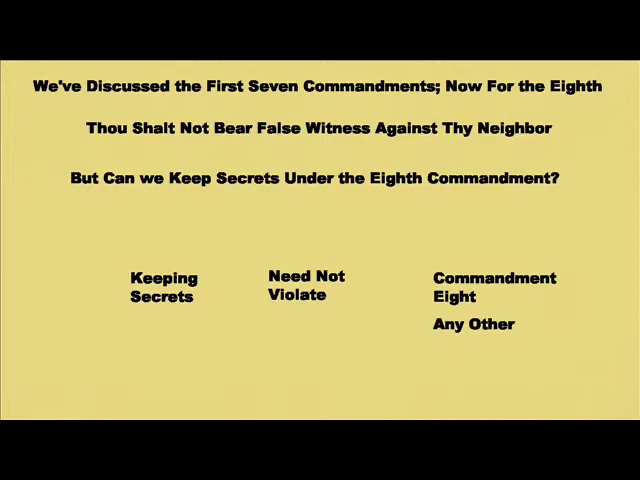 We've Discussed the First Seven Commandments; Now For the Eighth
Thou Shalt Not Bear False Witness Against Thy Neighbor
But Can we Keep Secrets Under the Eighth Commandment?
Keeping
Secrets
Need Not
Violate
Commandment
Eight
Any Other